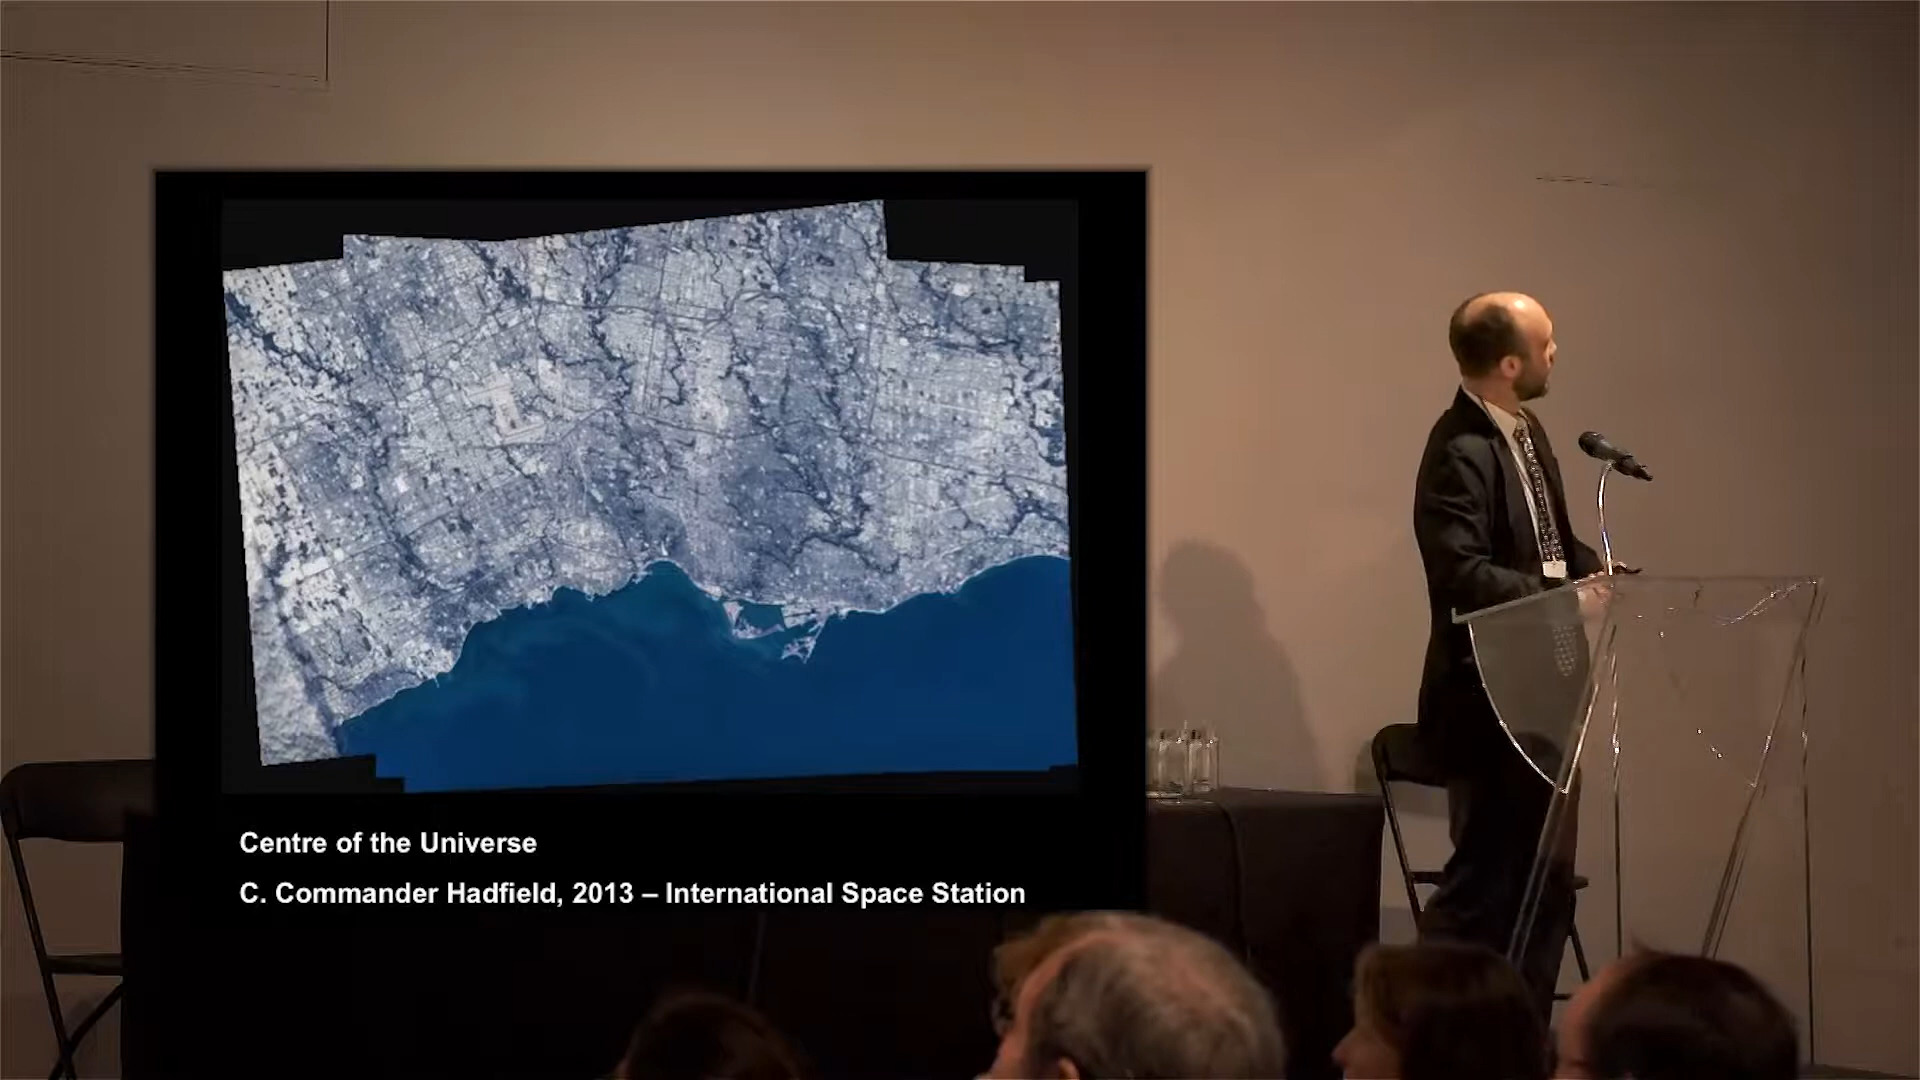 Centre of the Universe
C. Commander Hadfield, 2013 – International Space Station